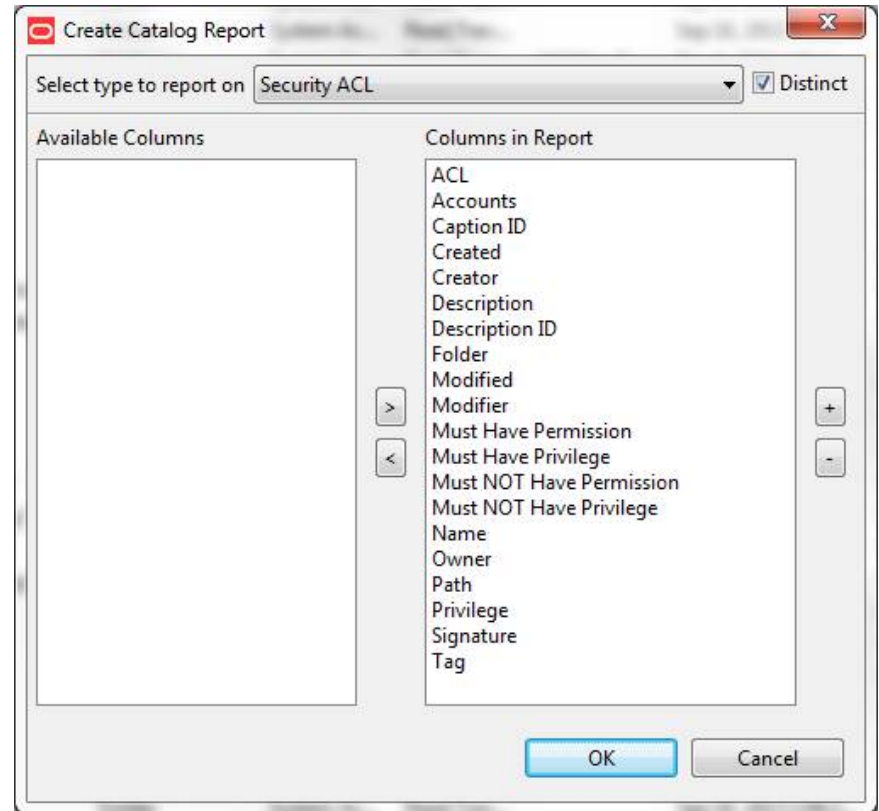 Create Catalog Report
Select type to report on Security ACL Distinct
Available Columns Columns in Report
ACL
Accounts
Caption ID
Created
Creator
Description
Description ID
Folder
Modified
> Modifier +
Must Have Permission
< Must Have Privilege -
Must NOT Have Permission
Must NOT Have Privilege
Name
Owner
Path
Privilege
Signature
Tag
OK Cancel